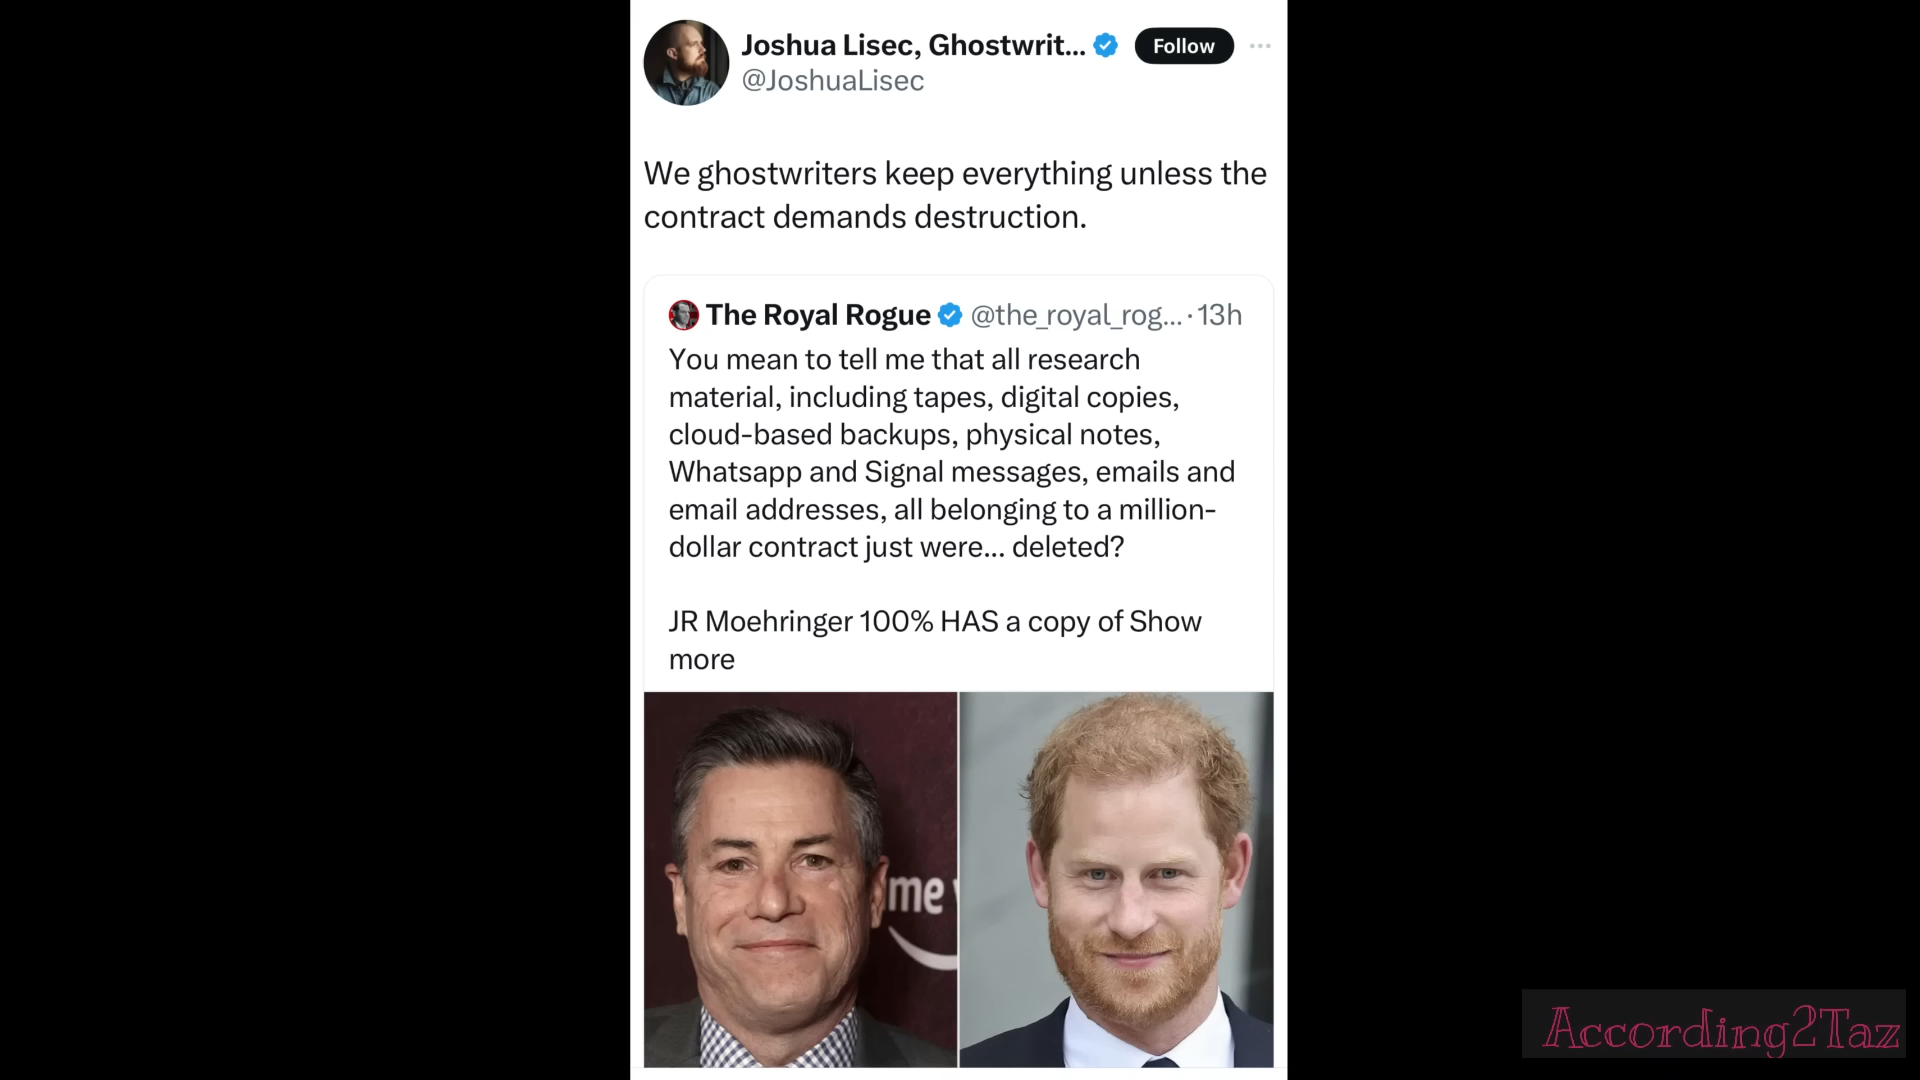 Joshua Lisec, Ghostwrit...
Follow
@JoshuaLisec
We ghostwriters keep everything unless the
contract demands destruction.
The Royal Rogue @the_royal_rog... · 13h
You mean to tell me that all research
material, including tapes, digital copies,
cloud-based backups, physical notes,
Whatsapp and Signal messages, emails and
email addresses, all belonging to a million-
dollar contract just were... deleted?
JR Moehringer 100% HAS a copy of Show
more
me
According2Taz